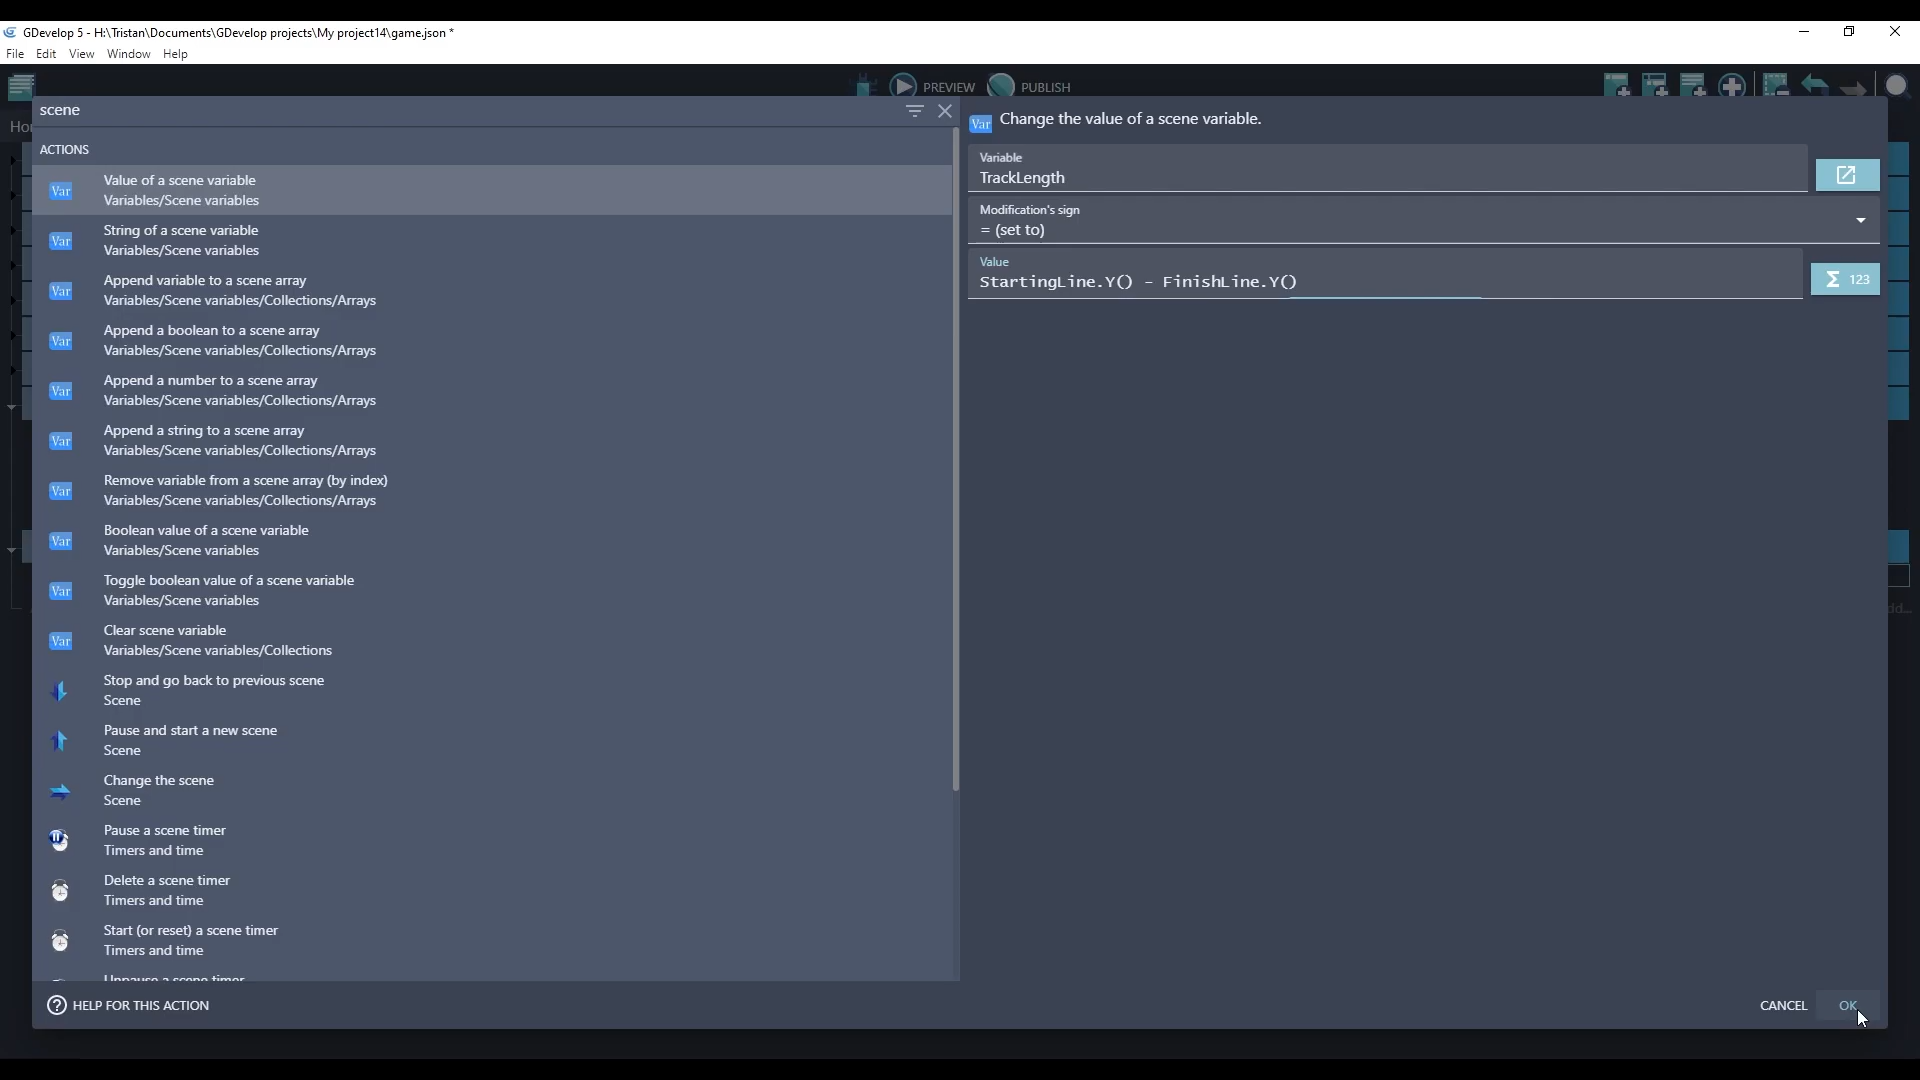 GDevelop 5 - H:\Tristan\Documents\GDevelop projects\My project14\game.json *
File Edit View Window Help
PREVIEW PUBLISH
scene
ACTIONS
Value of a scene variable
Variables/Scene variables
String of a scene variable
Variables/Scene variables
Append variable to a scene array
Variables/Scene variables/Collections/Arrays
Append a boolean to a scene array
Variables/Scene variables/Collections/Arrays
Append a number to a scene array
Variables/Scene variables/Collections/Arrays
Append a string to a scene array
Variables/Scene variables/Collections/Arrays
Remove variable from a scene array (by index)
Variables/Scene variables/Collections/Arrays
Boolean value of a scene variable
Variables/Scene variables
Toggle boolean value of a scene variable
Variables/Scene variables
Clear scene variable
Variables/Scene variables/Collections
Stop and go back to previous scene
Scene
Pause and start a new scene
Scene
Change the scene
Scene
Pause a scene timer
Timers and time
Delete a scene timer
Timers and time
Start (or reset) a scene timer
Timers and time
Unpause a scene timer
HELP FOR THIS ACTION
Var Change the value of a scene variable.
Variable
TrackLength
Modification's sign
= (set to)
Value
StartingLine.Y() - FinishLine.Y()
Σ 123
CANCEL OK